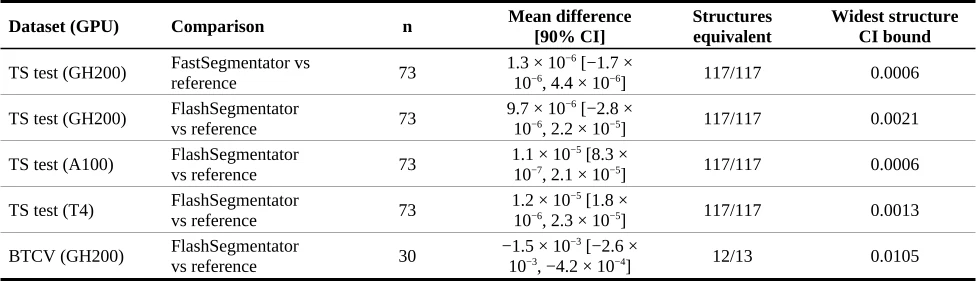 Dataset (GPU) Comparison n Mean difference [90% CI] Structures equivalent Widest structure CI bound
TS test (GH200) FastSegmentator vs reference 73 1.3 × 10⁻⁶ [−1.7 × 10⁻⁶, 4.4 × 10⁻⁶] 117/117 0.0006
TS test (GH200) FlashSegmentator vs reference 73 9.7 × 10⁻⁶ [−2.8 × 10⁻⁶, 2.2 × 10⁻⁵] 117/117 0.0021
TS test (A100) FlashSegmentator vs reference 73 1.1 × 10⁻⁵ [8.3 × 10⁻⁷, 2.1 × 10⁻⁵] 117/117 0.0006
TS test (T4) FlashSegmentator vs reference 73 1.2 × 10⁻⁵ [1.8 × 10⁻⁶, 2.3 × 10⁻⁵] 117/117 0.0013
BTCV (GH200) FlashSegmentator vs reference 30 −1.5 × 10⁻³ [−2.6 × 10⁻³, −4.2 × 10⁻⁴] 12/13 0.0105